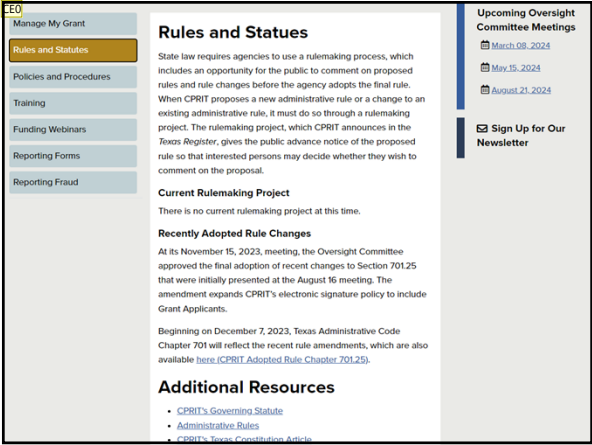 EE0
Manage My Grant
Rules and Statutes
Policies and Procedures
Training
Funding Webinars
Reporting Forms
Reporting Fraud
Rules and Statues
State law requires agencies to use a rulemaking process, which
includes an opportunity for the public to comment on proposed
rules and rule changes before the agency adopts the final rule.
When CPRIT proposes a new administrative rule or a change to an
existing administrative rule, it must do so through a rulemaking
project. The rulemaking project, which CPRIT announces in the
Texas Register, gives the public advance notice of the proposed
rule so that interested persons may decide whether they wish to
comment on the proposal.
Current Rulemaking Project
There is no current rulemaking project at this time.
Recently Adopted Rule Changes
At its November 15, 2023, meeting, the Oversight Committee
approved the final adoption of recent changes to Section 701.25
that were initially presented at the August 16 meeting. The
amendment expands CPRIT's electronic signature policy to include
Grant Applicants.
Beginning on December 7, 2023, Texas Administrative Code
Chapter 701 will reflect the recent rule amendments, which are also
available here (CPRIT Adopted Rule Chapter 701.25).
Additional Resources
• CPRIT's Governing Statute
• Administrative Rules
• CPRIT's Texas Constitution Article
Upcoming Oversight
Committee Meetings
March 08, 2024
May 15, 2024
August 21, 2024
Sign Up for Our
Newsletter